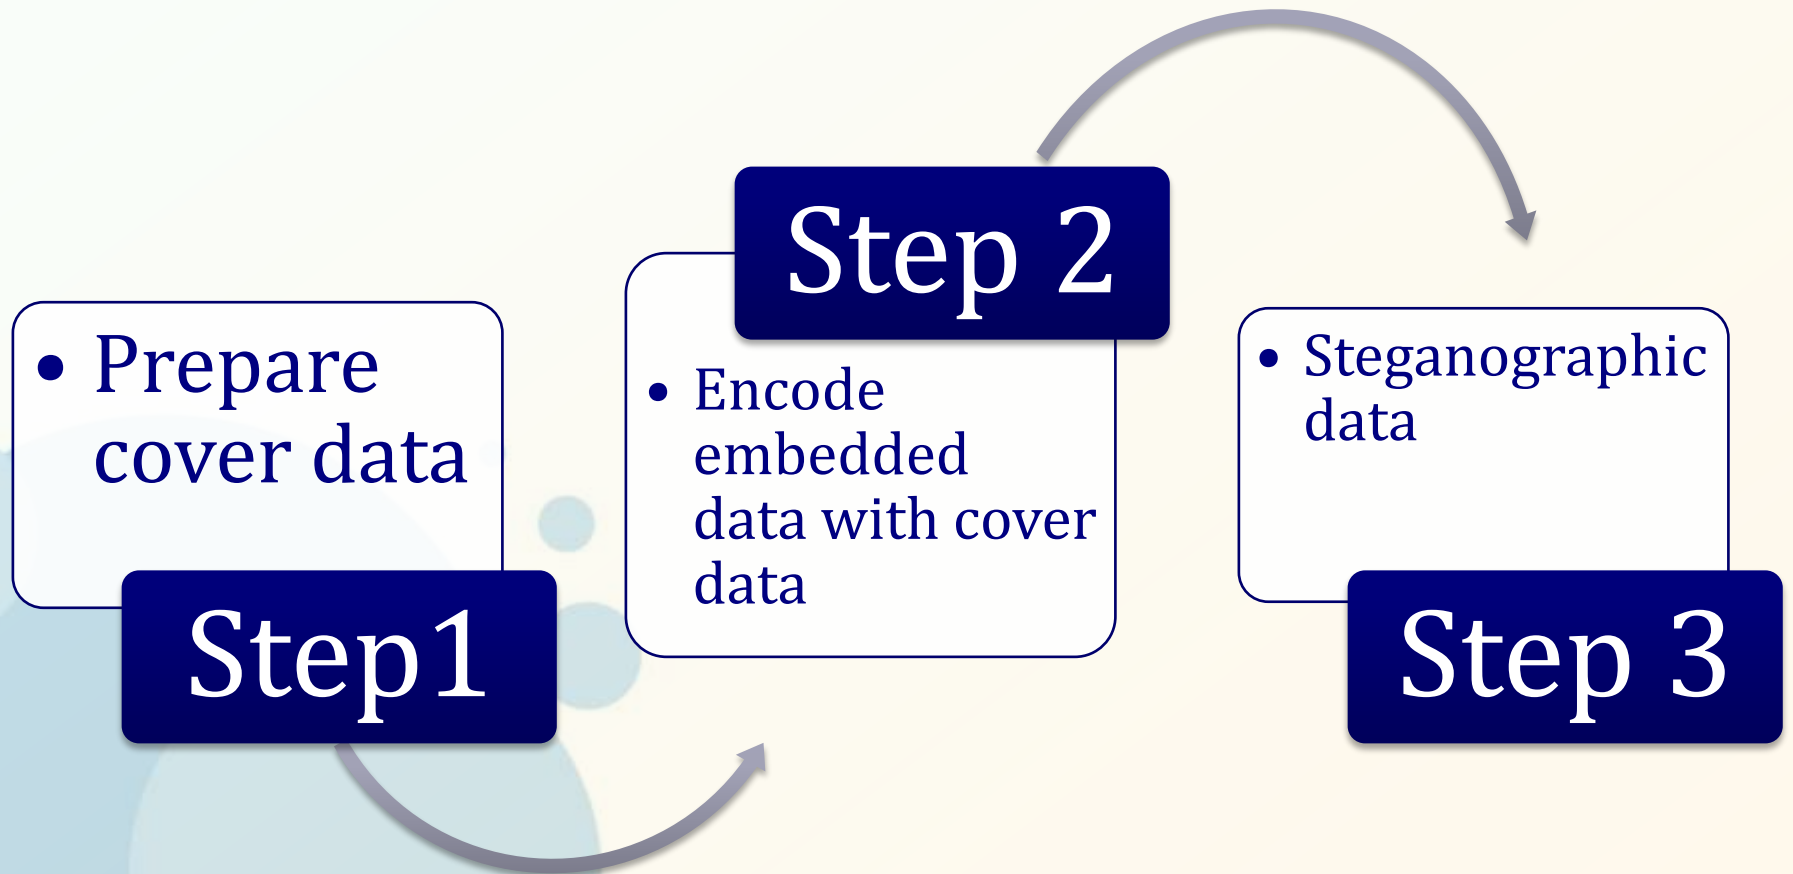 • Prepare
cover data
Step1
Step 2
• Encode
embedded
data with cover
data
• Steganographic
data
Step 3